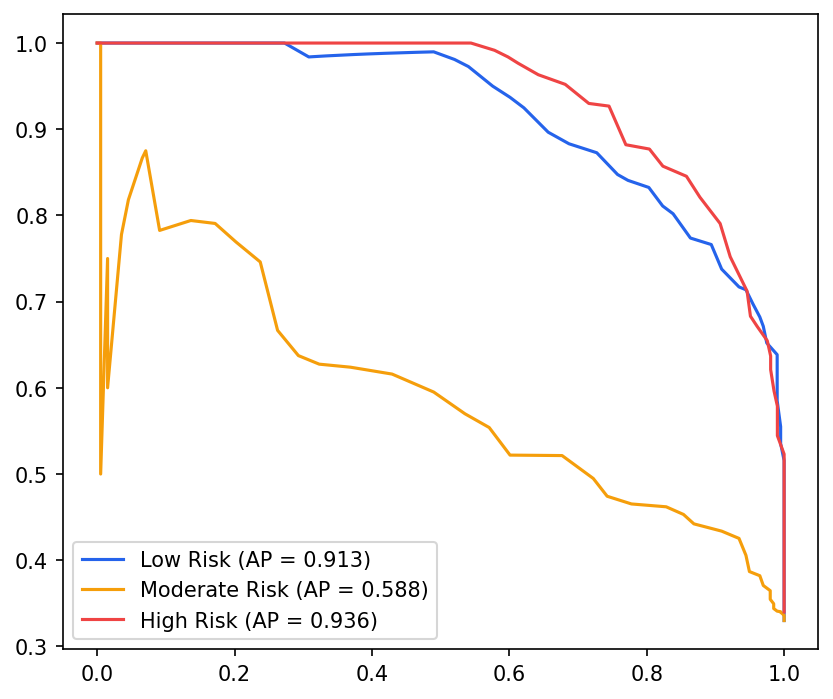 1.0
0.9
0.8
0.7
0.6
0.5
0.4
0.3
Low Risk (AP = 0.913)
Moderate Risk (AP = 0.588)
High Risk (AP = 0.936)
0.0 0.2 0.4 0.6 0.8 1.0